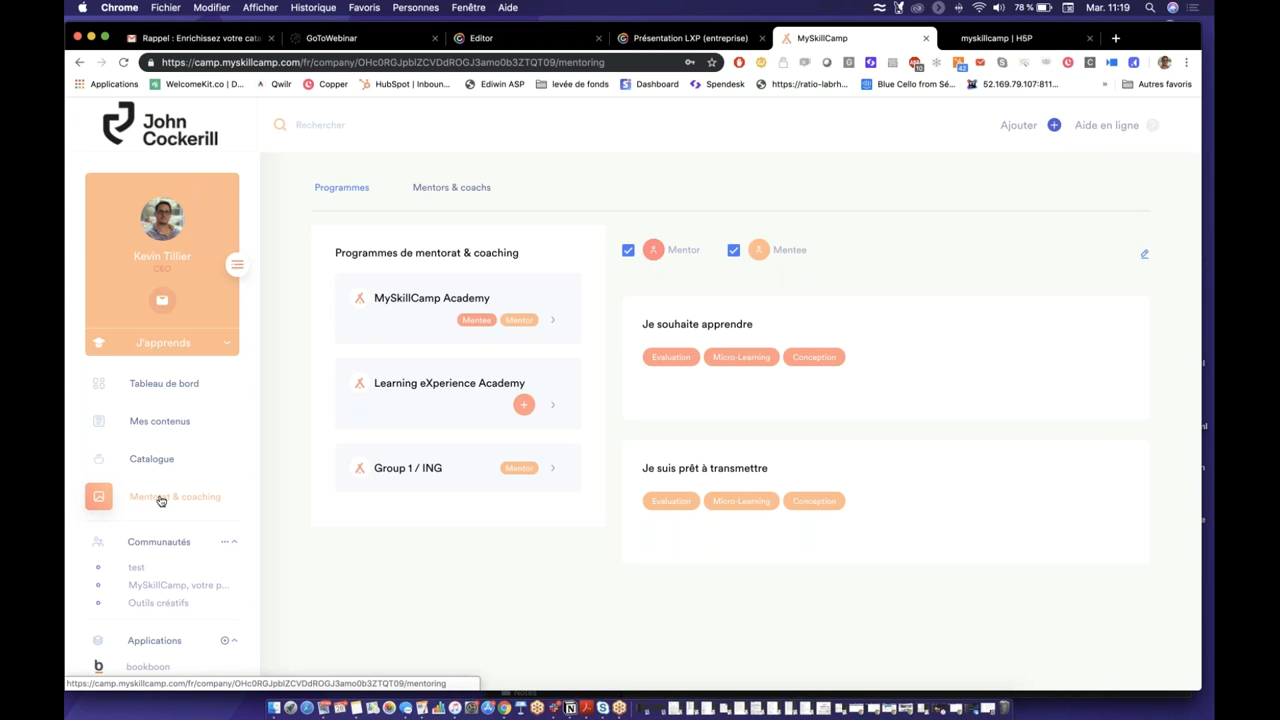 Chrome Fichier Modifier Afficher Historique Favoris Personnes Fenêtre Aide 78 % Mar. 11:19
Rappel : Enrichissez votre cata
GoToWebinar
Editor
Présentation LXP (entreprise)
MySkillCamp
myskillcamp | H5P
https://camp.myskillcamp.com/fr/company/OHc0RGJpblZCVDdROGJ3amo0b3ZTQT09/mentoring
Applications
WelcomeKit.co | D...
Qwilr
Copper
HubSpot | Inboun...
Ediwin ASP
levée de fonds
Dashboard
Spendesk
https://ratio-labrh...
Blue Cello from Sé...
52.169.79.107:811...
»
Autres favoris
John
Cockerill
Rechercher
Ajouter
Aide en ligne
Kevin Tillier
CEO
J'apprends
Tableau de bord
Mes contenus
Catalogue
Mentorat & coaching
Communautés
test
MySkillCamp, votre p...
Outils créatifs
Applications
bookboon
Programmes
Mentors & coachs
Programmes de mentorat & coaching
MySkillCamp Academy
Mentee Mentor
Learning eXperience Academy
Group 1 / ING
Mentor
Mentor
Mentee
Je souhaite apprendre
Evaluation Micro-Learning Conception
Je suis prêt à transmettre
Evaluation Micro-Learning Conception
https://camp.myskillcamp.com/fr/company/OHc0RGJpblZCVDdROGJ3amo0b3ZTQT09/mentoring
Notes